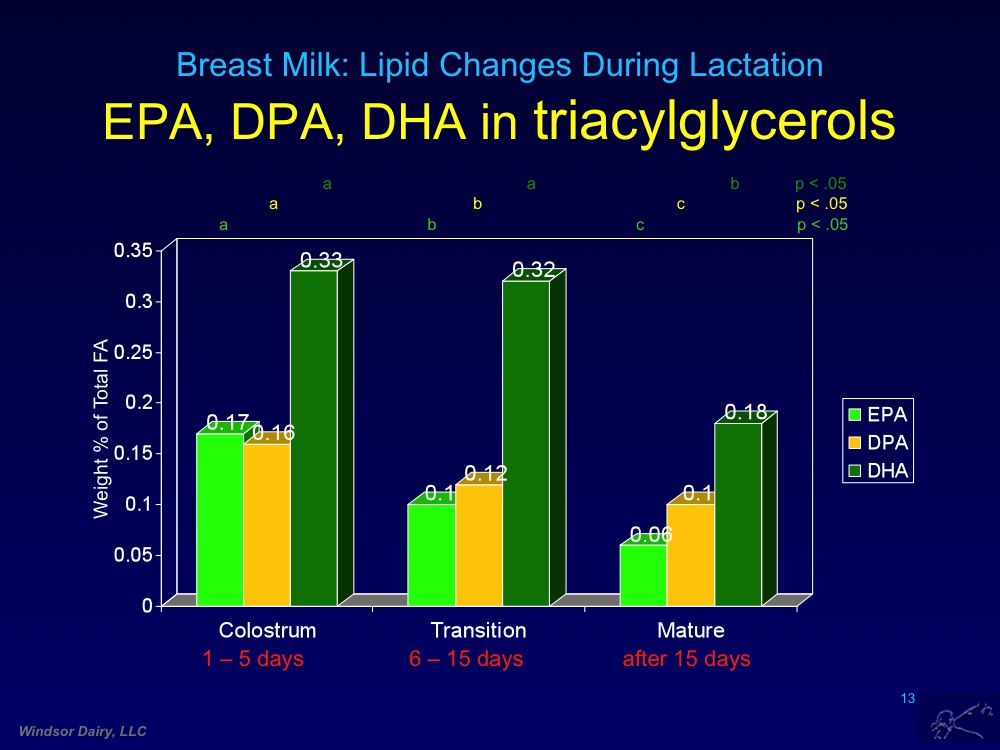 Breast Milk: Lipid Changes During Lactation
EPA, DPA, DHA in triacylglycerols
a a b p < .05
a b c p < .05
a b c p < .05
Weight % of Total FA
0.35
0.3
0.25
0.2
0.15
0.1
0.05
0
0.17 0.16 0.33
0.1 0.12 0.32
0.06 0.1 0.18
EPA
DPA
DHA
Colostrum Transition Mature
1 – 5 days 6 – 15 days after 15 days
13
Windsor Dairy, LLC